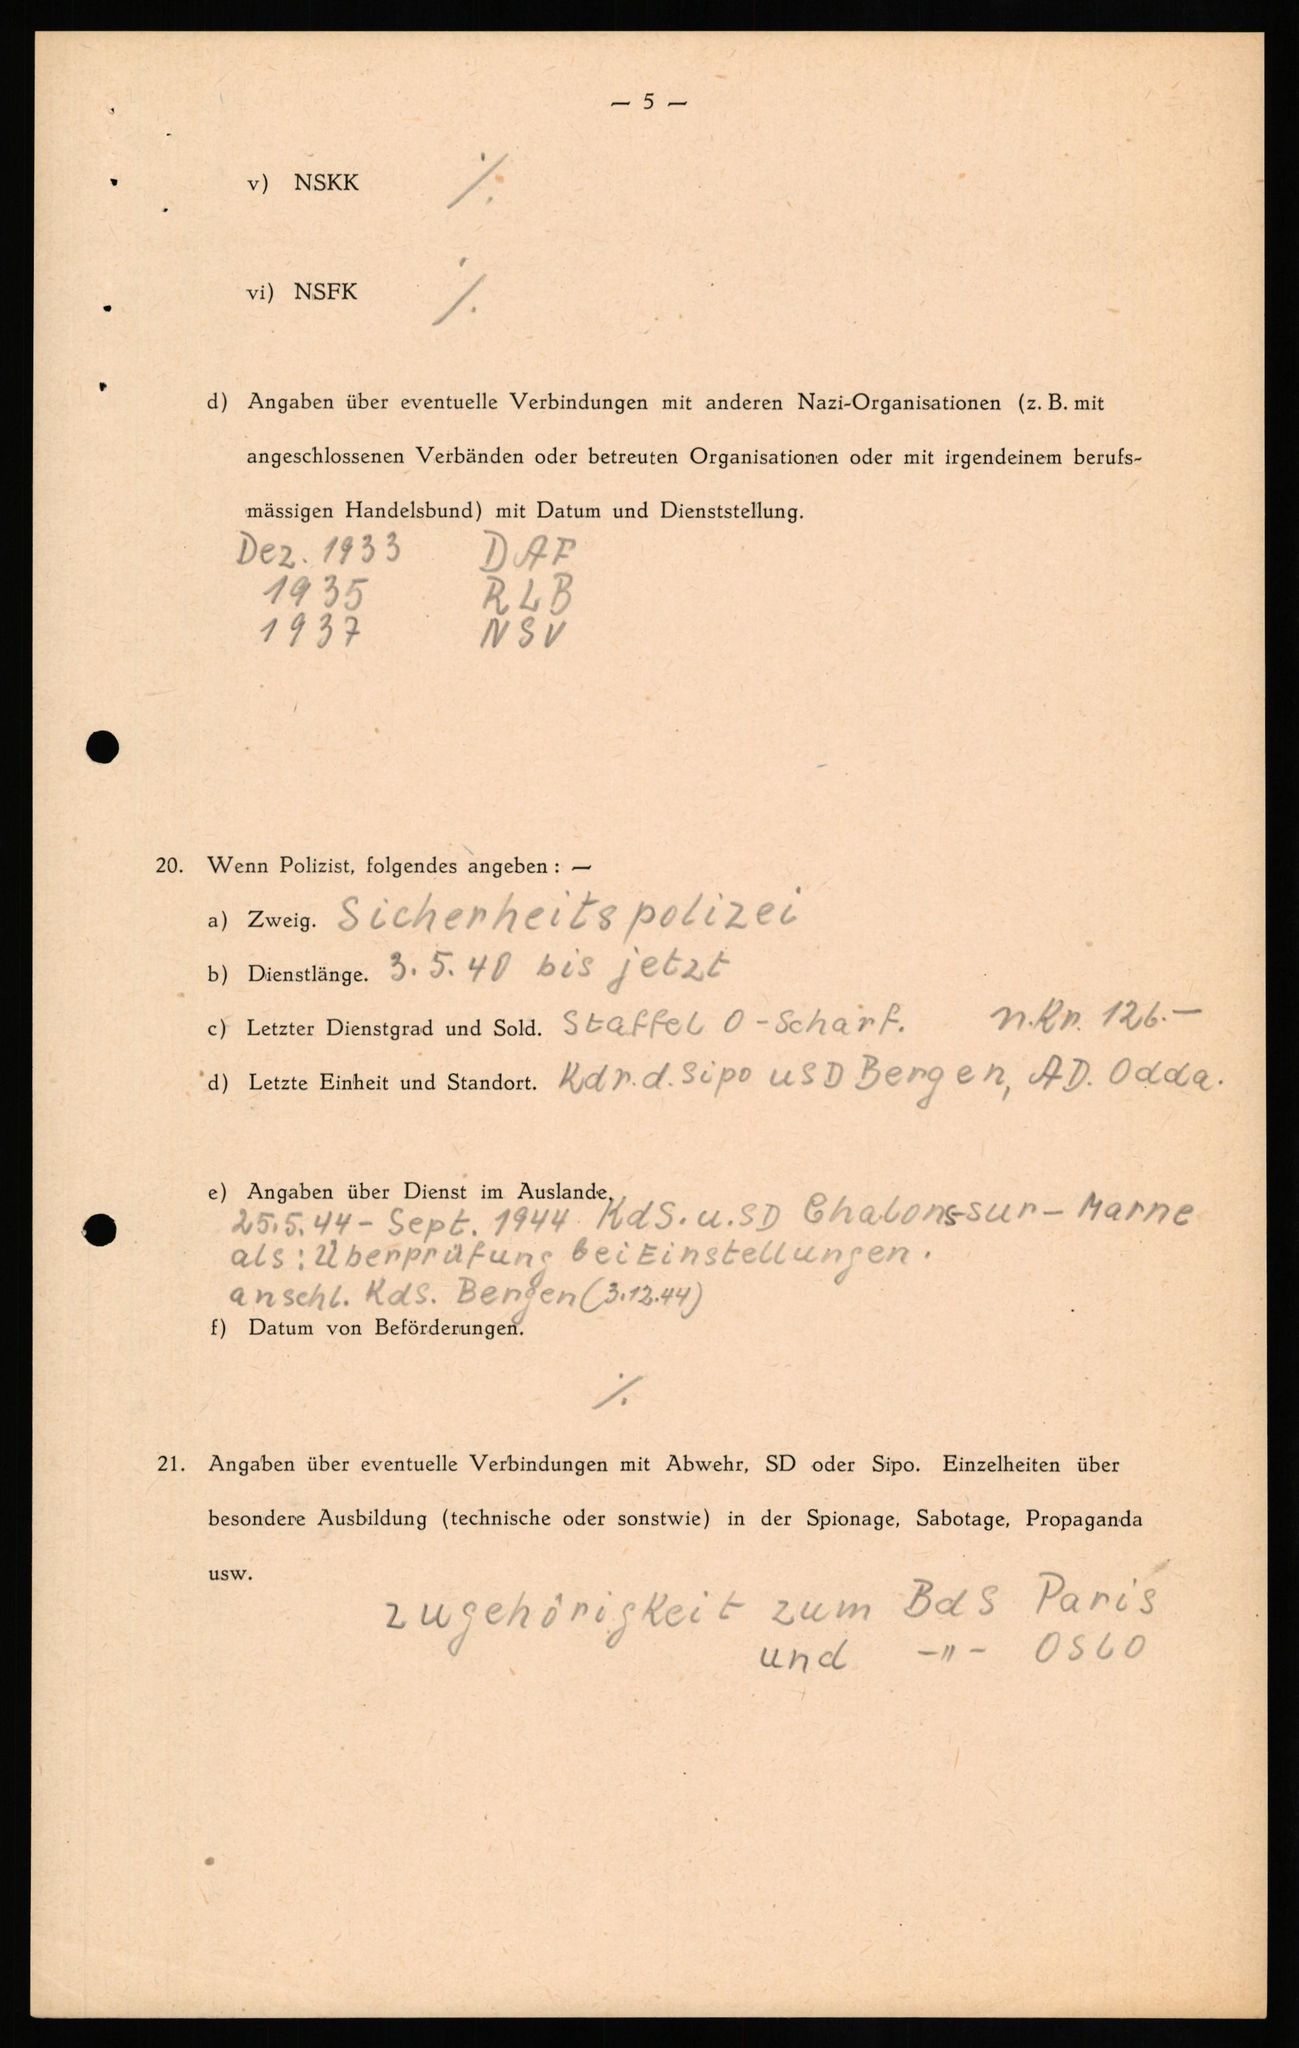 — 5 —
v) NSKK ./.
vi) NSFK ./.
d) Angaben über eventuelle Verbindungen mit anderen Nazi-Organisationen (z. B. mit
angeschlossenen Verbänden oder betreuten Organisationen oder mit irgendeinem berufs-
mässigen Handelsbund) mit Datum und Dienststellung.
Dez. 1933 DAF
1935 RLB
1937 NSV
20. Wenn Polizist, folgendes angeben : —
a) Zweig. Sicherheitspolizei
b) Dienstlänge. 3.5.40 bis jetzt
c) Letzter Dienstgrad und Sold. Staffel O-Scharf. n.Kr. 126.—
d) Letzte Einheit und Standort. Kdr.d.Sipo uSD Bergen, AD. Odda.
e) Angaben über Dienst im Auslande.
25.5.44 - Sept. 1944 KdS. u. SD Chalons-sur-Marne
als: Überprüfung bei Einstellungen.
anschl. KdS. Bergen (3.12.44)
f) Datum von Beförderungen.
./.
21. Angaben über eventuelle Verbindungen mit Abwehr, SD oder Sipo. Einzelheiten über
besondere Ausbildung (technische oder sonstwie) in der Spionage, Sabotage, Propaganda
usw.
Zugehörigkeit zum BdS Paris
und -"- Oslo